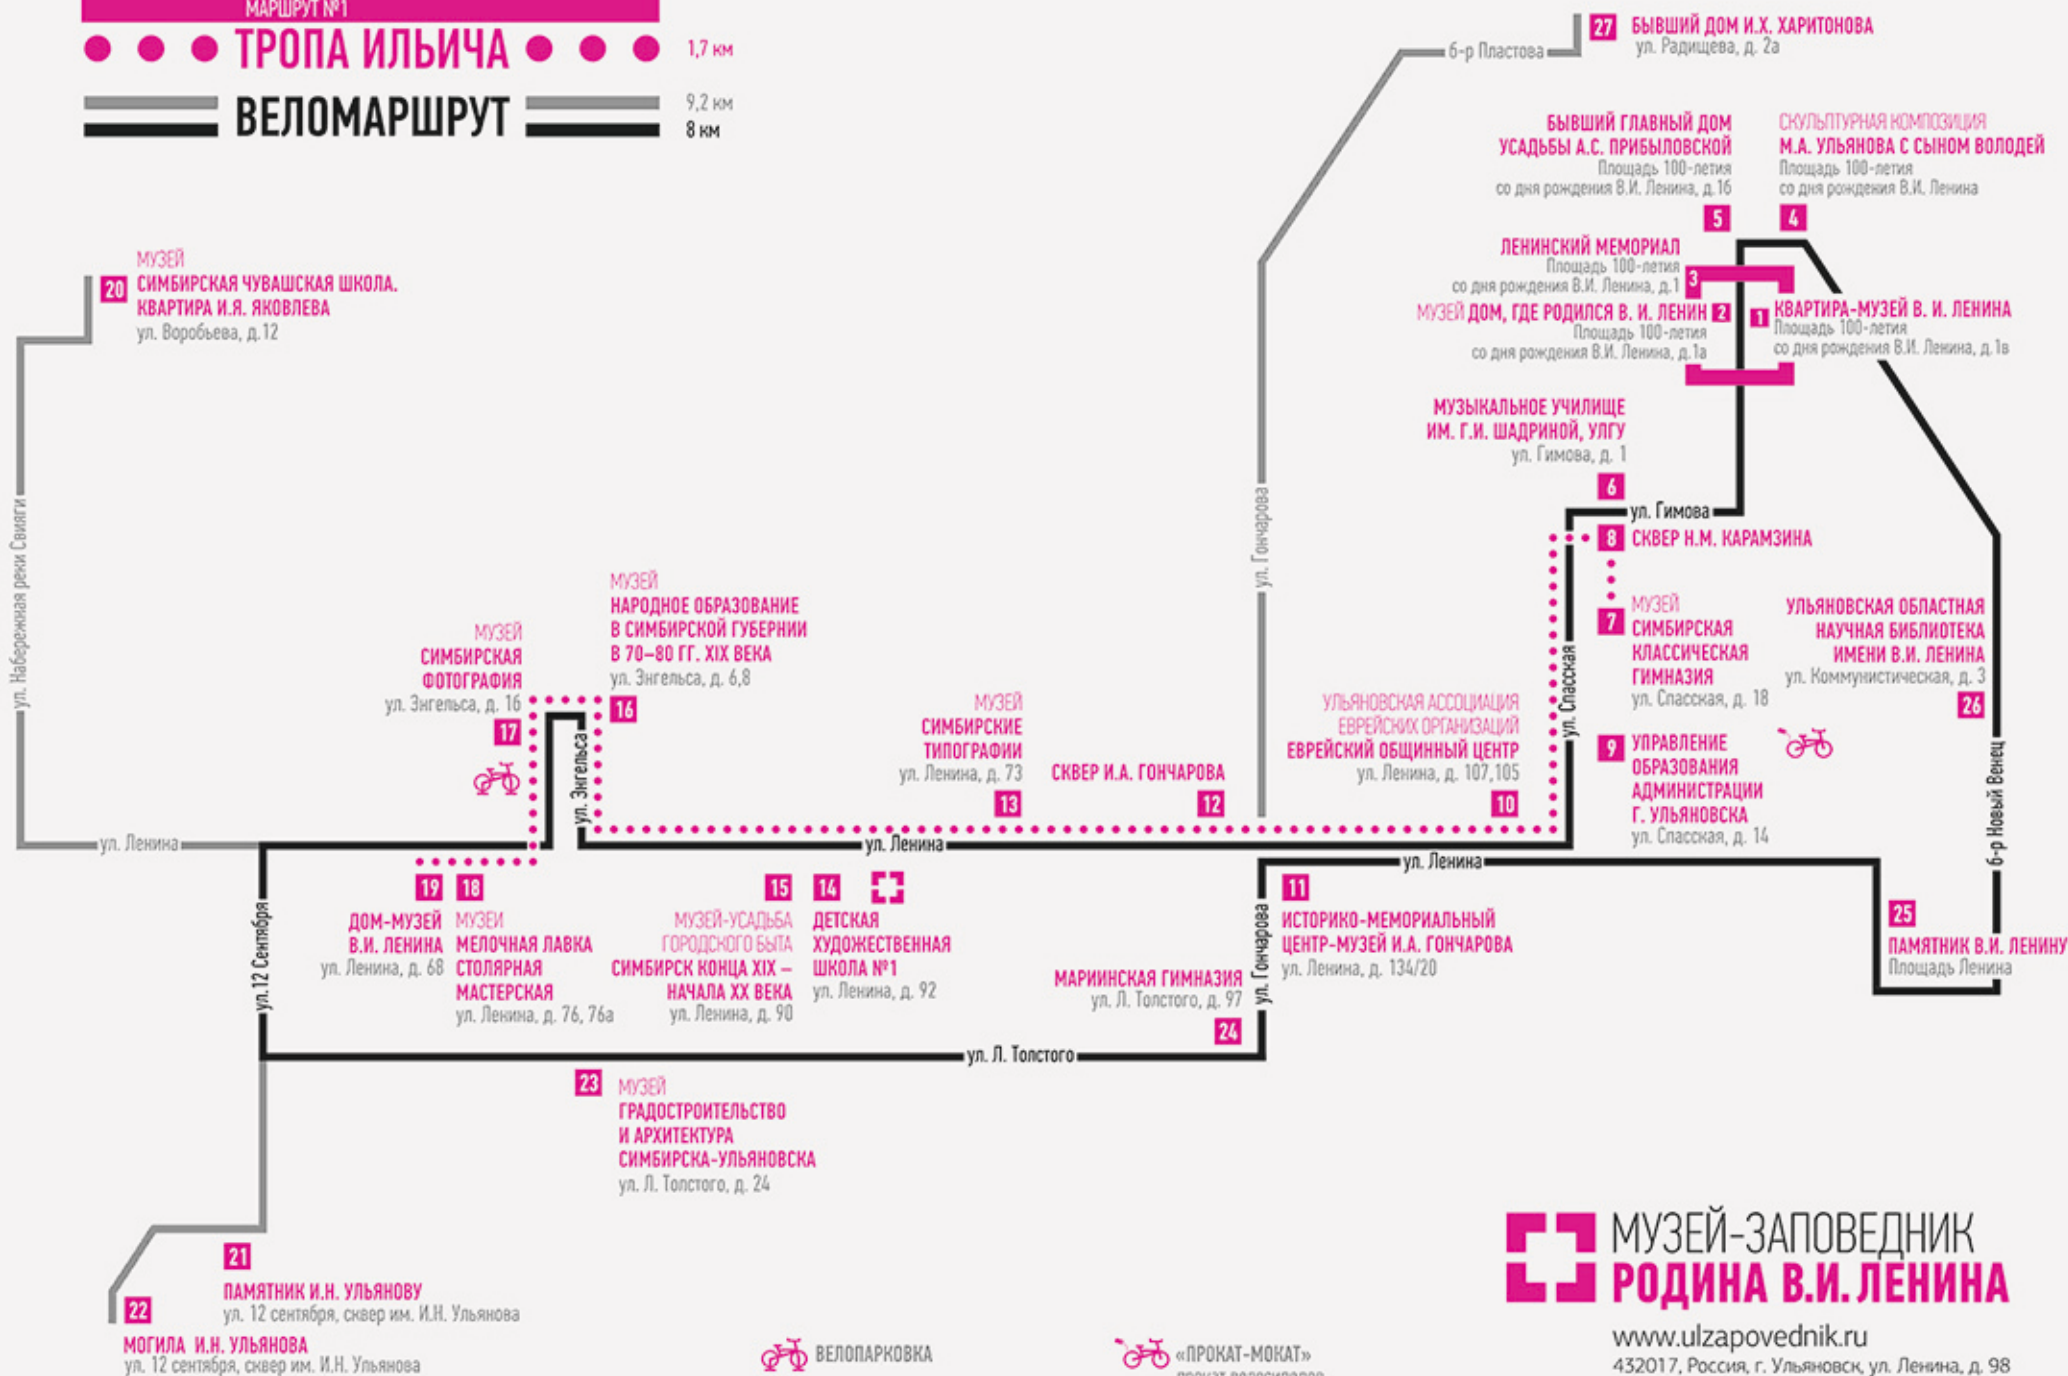 МАРШРУТ №1
ТРОПА ИЛЬИЧА
1,7 км
ВЕЛОМАРШРУТ
9,2 км
8 км
27
БЫВШИЙ ДОМ И.Х. ХАРИТОНОВА
ул. Радищева, д. 2а
б-р Пластова
БЫВШИЙ ГЛАВНЫЙ ДОМ
УСАДЬБЫ А.С. ПРИБЫЛОВСКОЙ
Площадь 100-летия
со дня рождения В.И. Ленина, д.1б
5
СКУЛЬПТУРНАЯ КОМПОЗИЦИЯ
М.А. УЛЬЯНОВА С СЫНОМ ВОЛОДЕЙ
Площадь 100-летия
со дня рождения В.И. Ленина
4
ЛЕНИНСКИЙ МЕМОРИАЛ
Площадь 100-летия
со дня рождения В.И. Ленина, д.1
3
МУЗЕЙ ДОМ, ГДЕ РОДИЛСЯ В. И. ЛЕНИН
2
Площадь 100-летия
со дня рождения В.И. Ленина, д.1а
1
КВАРТИРА-МУЗЕЙ В. И. ЛЕНИНА
Площадь 100-летия
со дня рождения В.И. Ленина, д.1в
20
МУЗЕЙ
СИМБИРСКАЯ ЧУВАШСКАЯ ШКОЛА.
КВАРТИРА И.Я. ЯКОВЛЕВА
ул. Воробьева, д.12
МУЗЫКАЛЬНОЕ УЧИЛИЩЕ
ИМ. Г.И. ШАДРИНОЙ, УЛГУ
ул. Гимова, д. 1
6
ул. Гимова
8
СКВЕР Н.М. КАРАМЗИНА
ул. Набережная реки Свияги
ул. Гончарова
7
МУЗЕЙ
СИМБИРСКАЯ
КЛАССИЧЕСКАЯ
ГИМНАЗИЯ
ул. Спасская, д. 18
УЛЬЯНОВСКАЯ ОБЛАСТНАЯ
НАУЧНАЯ БИБЛИОТЕКА
ИМЕНИ В.И. ЛЕНИНА
ул. Коммунистическая, д. 3
26
МУЗЕЙ
СИМБИРСКАЯ
ФОТОГРАФИЯ
ул. Энгельса, д. 16
17
МУЗЕЙ
НАРОДНОЕ ОБРАЗОВАНИЕ
В СИМБИРСКОЙ ГУБЕРНИИ
В 70–80 ГГ. XIX ВЕКА
ул. Энгельса, д. 6,8
16
ул. Энгельса
МУЗЕЙ
СИМБИРСКИЕ
ТИПОГРАФИИ
ул. Ленина, д. 73
13
СКВЕР И.А. ГОНЧАРОВА
12
УЛЬЯНОВСКАЯ АССОЦИАЦИЯ
ЕВРЕЙСКИХ ОРГАНИЗАЦИЙ
ЕВРЕЙСКИЙ ОБЩИННЫЙ ЦЕНТР
ул. Ленина, д. 107,105
10
ул. Спасская
9
УПРАВЛЕНИЕ
ОБРАЗОВАНИЯ
АДМИНИСТРАЦИИ
Г. УЛЬЯНОВСКА
ул. Спасская, д. 14
б-р Новый Венец
ул. Ленина
ул. Ленина
ул. Ленина
ул.12 Сентября
19
ДОМ-МУЗЕЙ
В.И. ЛЕНИНА
ул. Ленина, д. 68
18
МУЗЕИ
МЕЛОЧНАЯ ЛАВКА
СТОЛЯРНАЯ
МАСТЕРСКАЯ
ул. Ленина, д. 76, 76а
15
МУЗЕЙ-УСАДЬБА
ГОРОДСКОГО БЫТА
СИМБИРСК КОНЦА XIX –
НАЧАЛА XX ВЕКА
ул. Ленина, д. 90
14
ДЕТСКАЯ
ХУДОЖЕСТВЕННАЯ
ШКОЛА №1
ул. Ленина, д. 92
МАРИИНСКАЯ ГИМНАЗИЯ
ул. Л. Толстого, д. 97
24
ул. Гончарова
11
ИСТОРИКО-МЕМОРИАЛЬНЫЙ
ЦЕНТР-МУЗЕЙ И.А. ГОНЧАРОВА
ул. Ленина, д. 134/20
25
ПАМЯТНИК В.И. ЛЕНИНУ
Площадь Ленина
ул. Л. Толстого
23
МУЗЕЙ
ГРАДОСТРОИТЕЛЬСТВО
И АРХИТЕКТУРА
СИМБИРСКА-УЛЬЯНОВСКА
ул. Л. Толстого, д. 24
21
ПАМЯТНИК И.Н. УЛЬЯНОВУ
ул. 12 сентября, сквер им. И.Н. Ульянова
22
МОГИЛА И.Н. УЛЬЯНОВА
ул. 12 сентября, сквер им. И.Н. Ульянова
ВЕЛОПАРКОВКА
«ПРОКАТ-МОКАТ»
прокат велосипедов
МУЗЕЙ-ЗАПОВЕДНИК
РОДИНА В.И. ЛЕНИНА
www.ulzapovednik.ru
432017, Россия, г. Ульяновск, ул. Ленина, д. 98